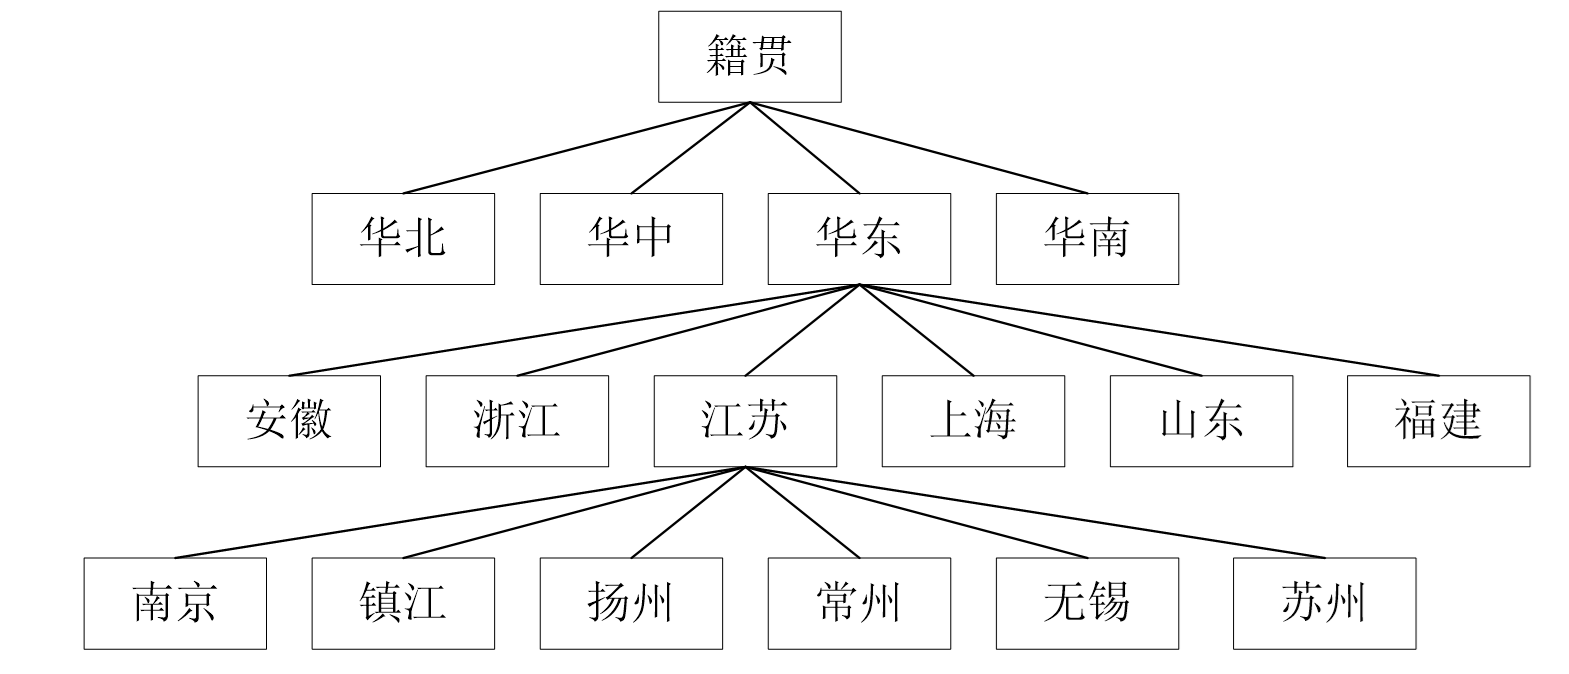 籍贯
华北 华中 华东 华南
安徽 浙江 江苏 上海 山东 福建
南京 镇江 扬州 常州 无锡 苏州